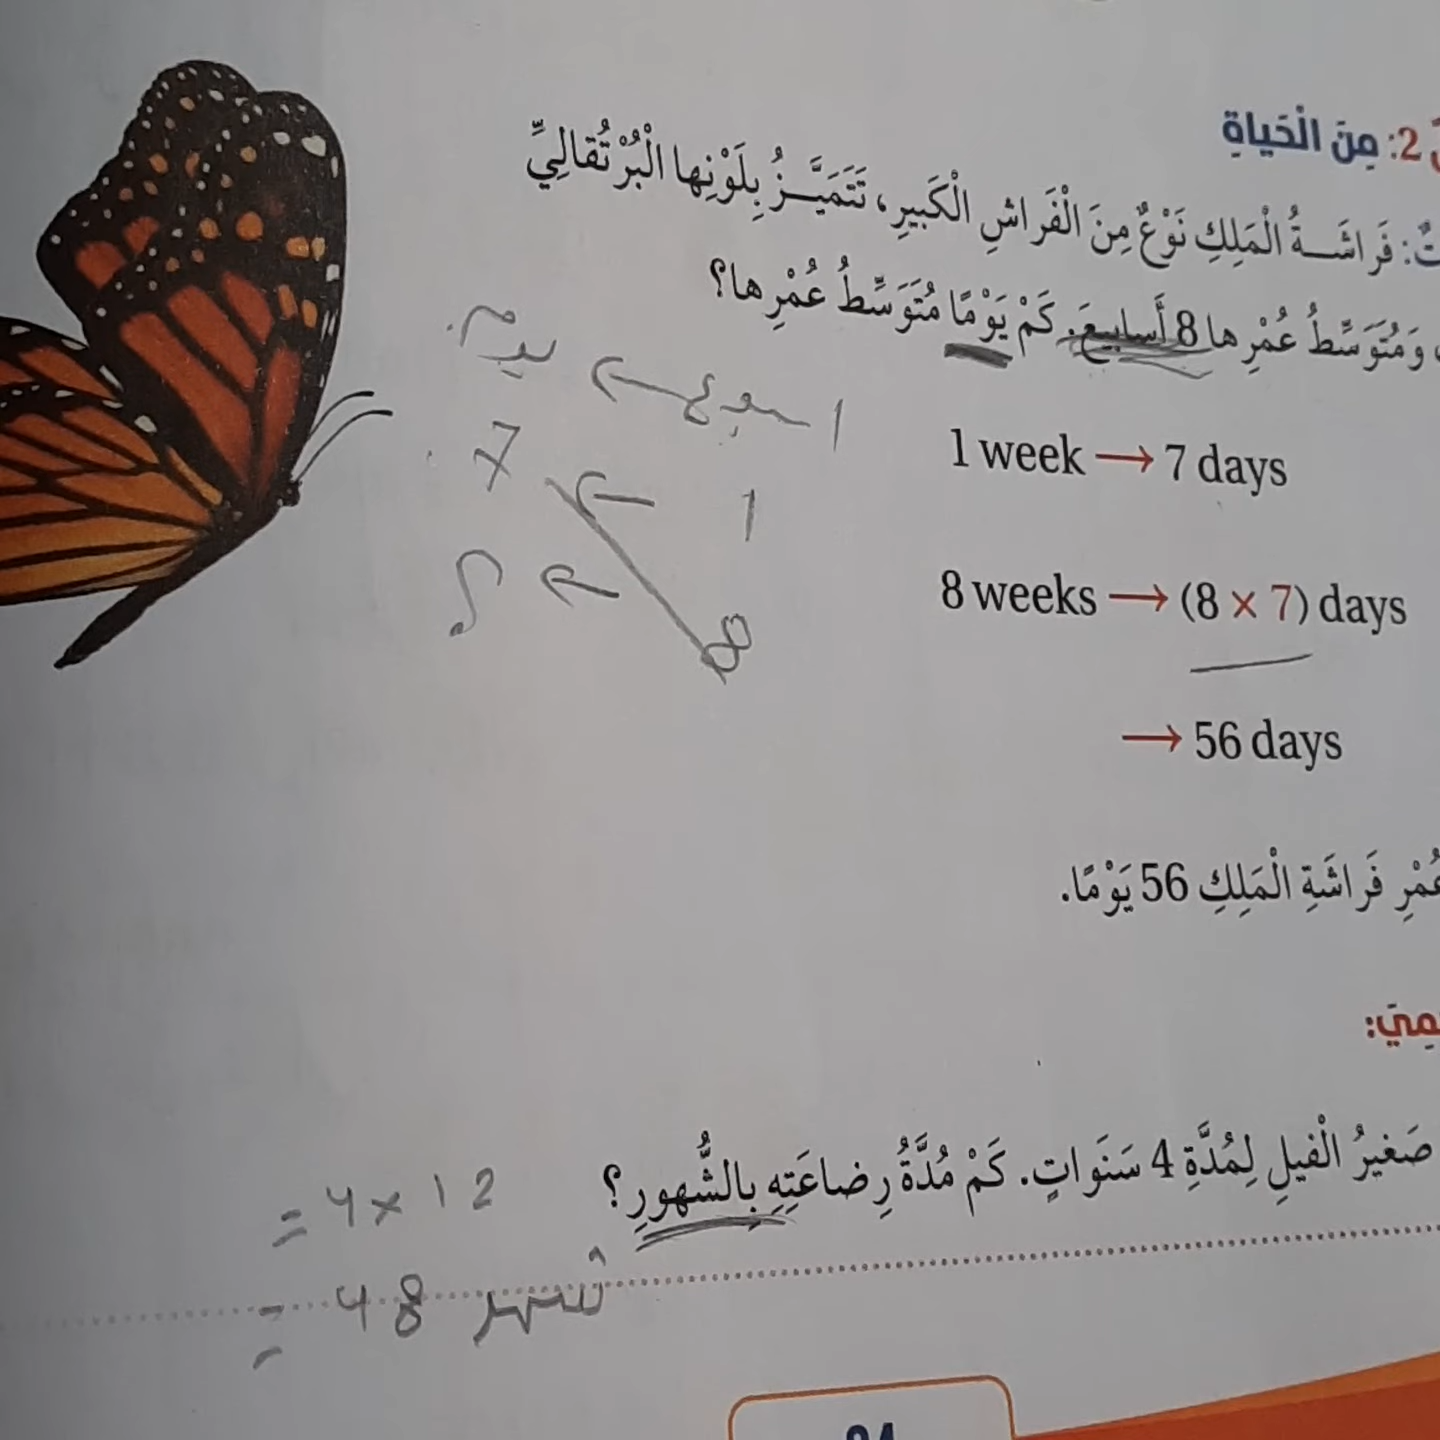 2: مِنَ الْحَياةِ
فَراشَةُ الْمَلِكِ نَوْعٌ مِنَ الْفَراشِ الْكَبيرِ، تَتَمَيَّزُ بِلَوْنِها الْبُرْتُقالِيِّ
وَمُتَوَسِّطُ عُمْرِها 8 أَسابيعَ. كَمْ يَوْمًا مُتَوَسِّطُ عُمْرِها؟
1 سبوع ← يوم
1 week → 7 days
1 ← 7
8 weeks → (8 × 7) days
8 ← ؟
→ 56 days
عُمْرِ فَراشَةِ الْمَلِكِ 56 يَوْمًا.
صَغيرُ الْفيلِ لِمُدَّةِ 4 سَنَواتٍ. كَمْ مُدَّةُ رِضاعَتِهِ بِالشُّهورِ؟
= 4 × 12
= 48 شهر